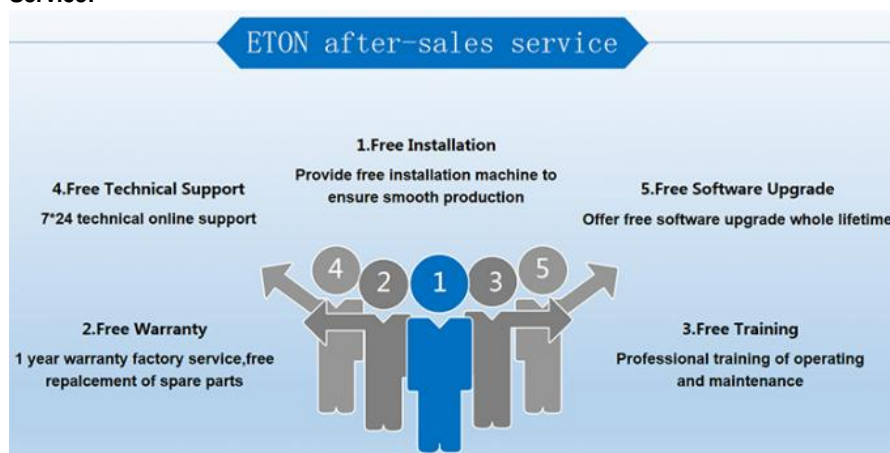 Service:
ETON after-sales service
1.Free Installation
Provide free installation machine to
ensure smooth production
4.Free Technical Support
7*24 technical online support
5.Free Software Upgrade
Offer free software upgrade whole lifetime
4
2
1
3
5
2.Free Warranty
1 year warranty factory service,free
repalcement of spare parts
3.Free Training
Professional training of operating
and maintenance